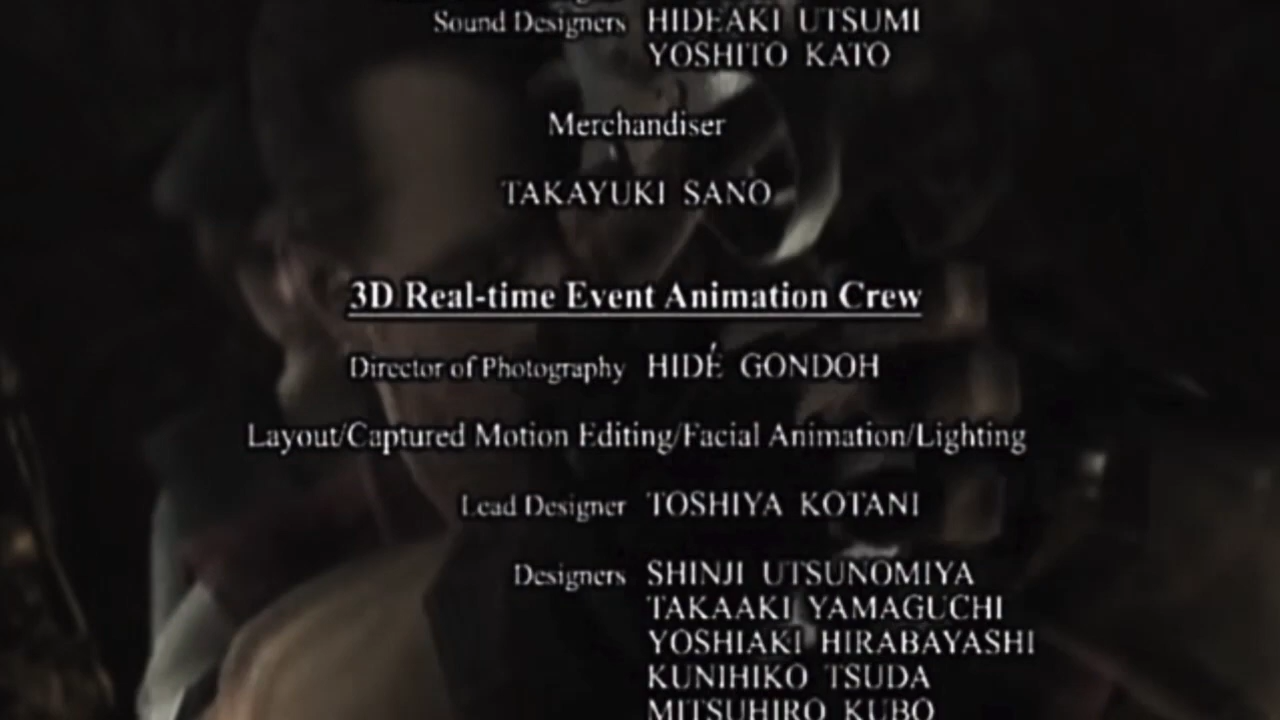 Sound Designers HIDEAKI UTSUMI
YOSHITO KATO
Merchandiser
TAKAYUKI SANO
3D Real-time Event Animation Crew
Director of Photography HIDÉ GONDOH
Layout/Captured Motion Editing/Facial Animation/Lighting
Lead Designer TOSHIYA KOTANI
Designers SHINJI UTSUNOMIYA
TAKAAKI YAMAGUCHI
YOSHIAKI HIRABAYASHI
KUNIHIKO TSUDA
MITSUHIRO KUBO